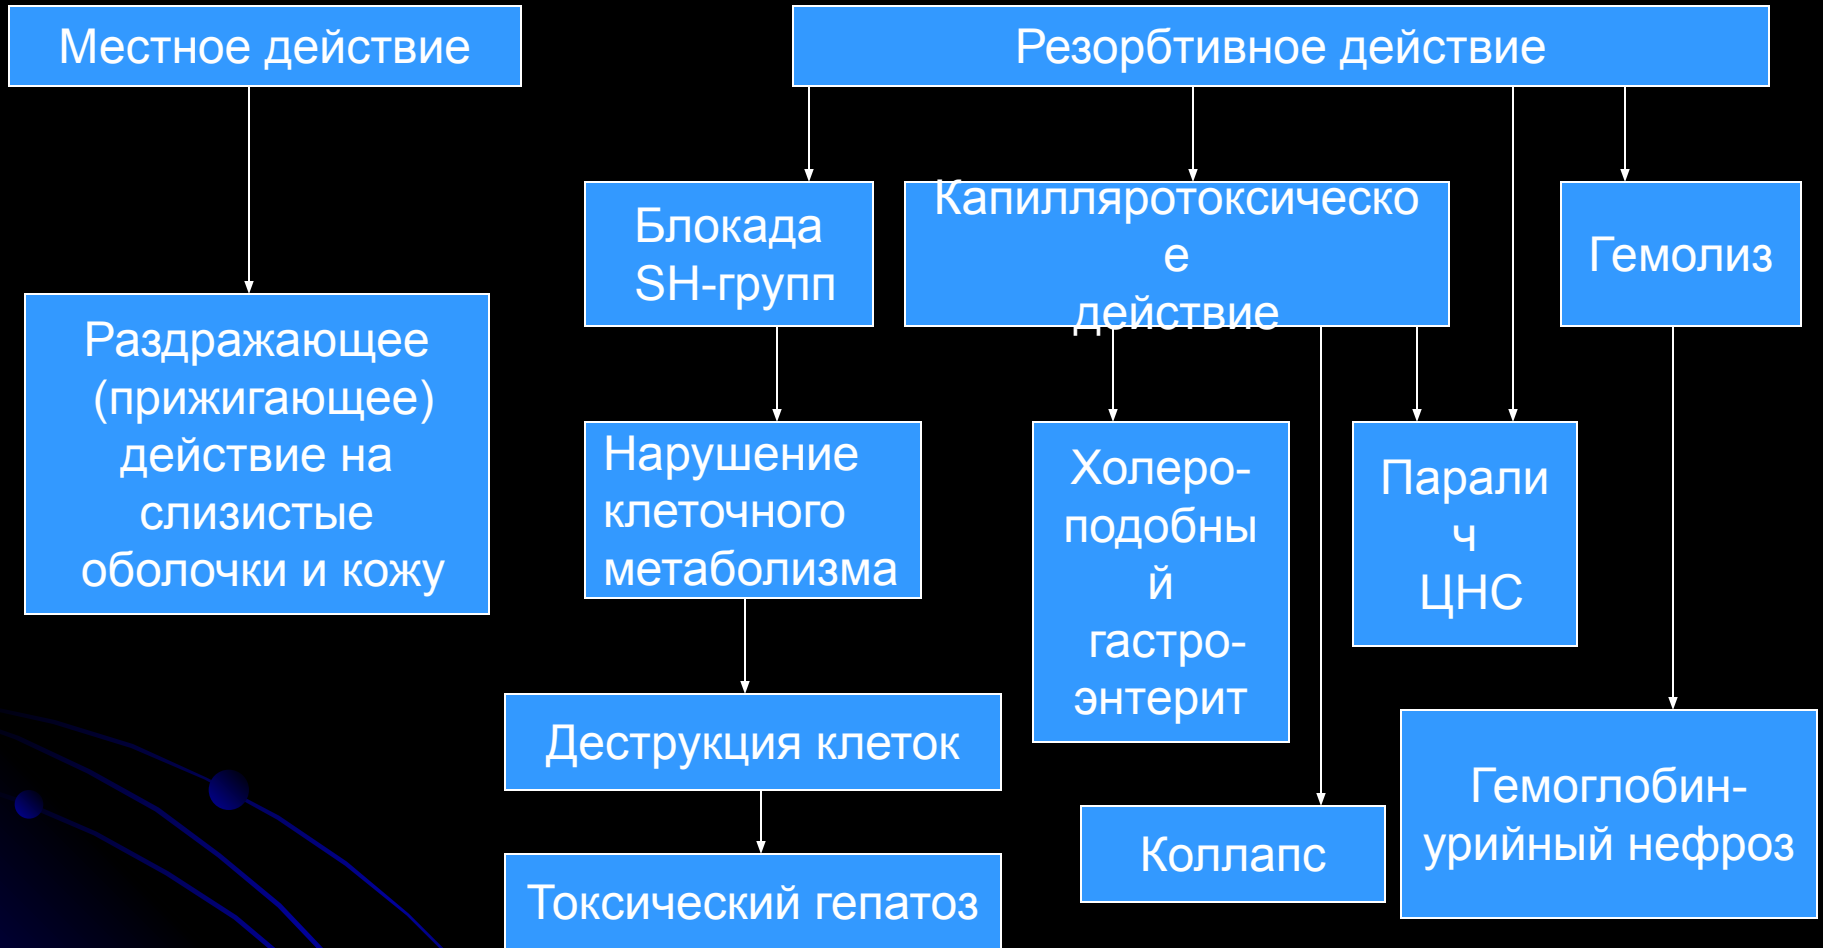 Местное действие
Резорбтивное действие
Раздражающее
(прижигающее)
действие на
слизистые
оболочки и кожу
Блокада
SH-групп
Капилляротоксическо
е
действие
Гемолиз
Нарушение
клеточного
метаболизма
Холеро-
подобны
й
гастро-
энтерит
Парали
ч
ЦНС
Деструкция клеток
Токсический гепатоз
Коллапс
Гемоглобин-
урийный нефроз